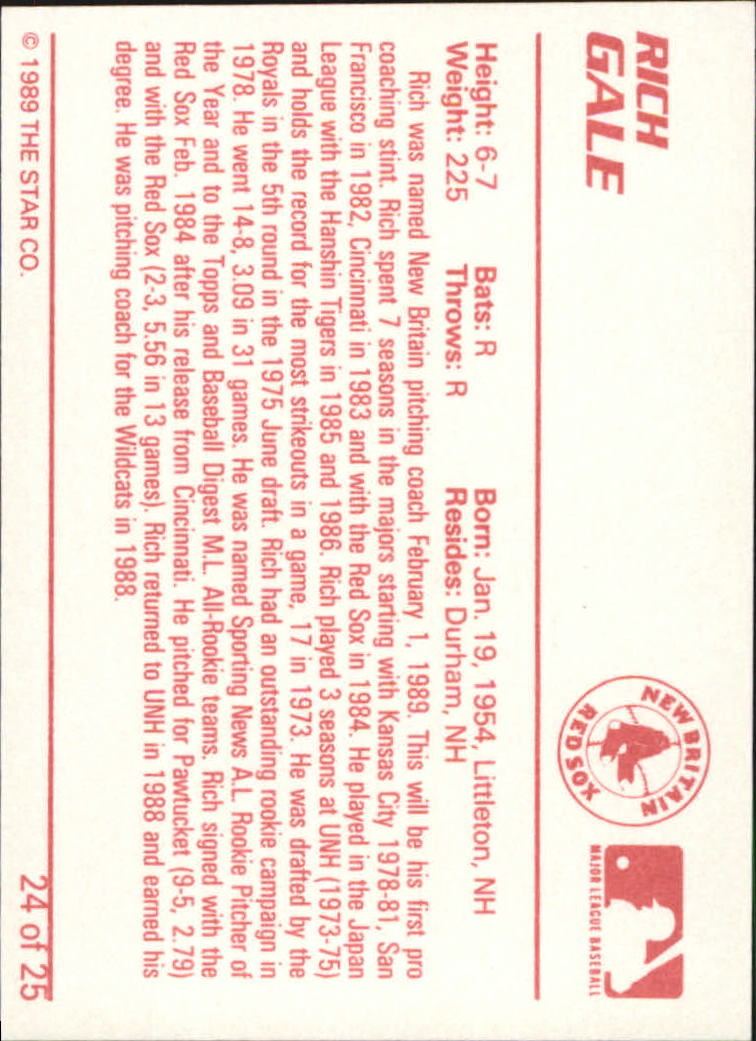 RICH
GALE
NEW BRITAIN
RED SOX
MAJOR LEAGUE BASEBALL
Height: 6-7 Bats: R Born: Jan. 19, 1954, Littleton, NH
Weight: 225 Throws: R Resides: Durham, NH
Rich was named New Britain pitching coach February 1, 1989. This will be his first pro
coaching stint. Rich spent 7 seasons in the majors starting with Kansas City 1978-81, San
Francisco in 1982, Cincinnati in 1983 and with the Red Sox in 1984. He played in the Japan
League with the Hanshin Tigers in 1985 and 1986. Rich played 3 seasons at UNH (1973-75)
and holds the record for the most strikeouts in a game, 17 in 1973. He was drafted by the
Royals in the 5th round in the 1975 June draft. Rich had an outstanding rookie campaign in
1978. He went 14-8, 3.09 in 31 games. He was named Sporting News A.L. Rookie Pitcher of
the Year and to the Topps and Baseball Digest M.L. All-Rookie teams. Rich signed with the
Red Sox Feb. 1984 after his release from Cincinnati. He pitched for Pawtucket (9-5, 2.79)
and with the Red Sox (2-3, 5.56 in 13 games). Rich returned to UNH in 1988 and earned his
degree. He was pitching coach for the Wildcats in 1988.
© 1989 THE STAR CO. 24 of 25